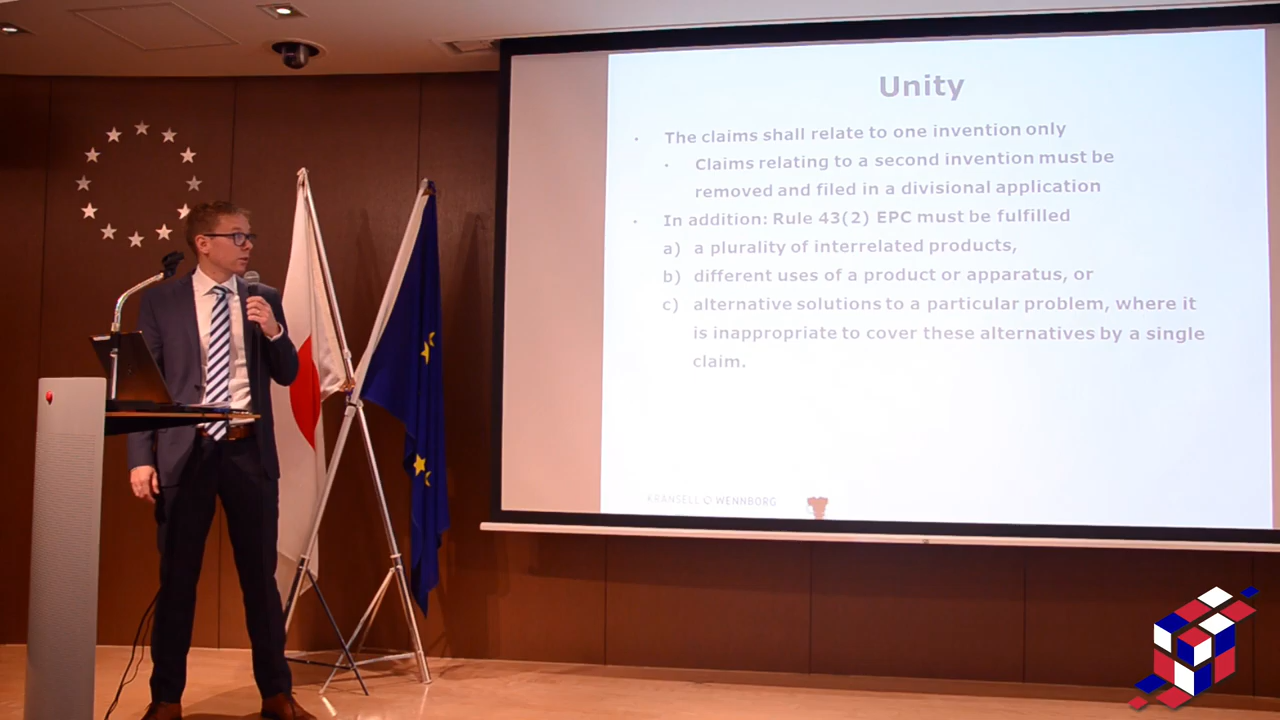 Unity
• The claims shall relate to one invention only
• Claims relating to a second invention must be
removed and filed in a divisional application
• In addition: Rule 43(2) EPC must be fulfilled
a) a plurality of interrelated products,
b) different uses of a product or apparatus, or
c) alternative solutions to a particular problem, where it
is inappropriate to cover these alternatives by a single
claim.
KRANSELL & WENNBORG